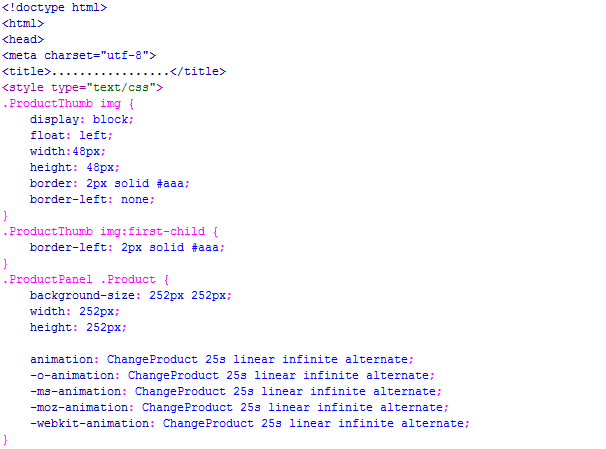 <!doctype html>
<html>
<head>
<meta charset="utf-8">
<title>.................</title>
<style type="text/css">
.ProductThumb img {
    display: block;
    float: left;
    width:48px;
    height: 48px;
    border: 2px solid #aaa;
    border-left: none;
}
.ProductThumb img:first-child {
    border-left: 2px solid #aaa;
}
.ProductPanel .Product {
    background-size: 252px 252px;
    width: 252px;
    height: 252px;

    animation: ChangeProduct 25s linear infinite alternate;
    -o-animation: ChangeProduct 25s linear infinite alternate;
    -ms-animation: ChangeProduct 25s linear infinite alternate;
    -moz-animation: ChangeProduct 25s linear infinite alternate;
    -webkit-animation: ChangeProduct 25s linear infinite alternate;
}